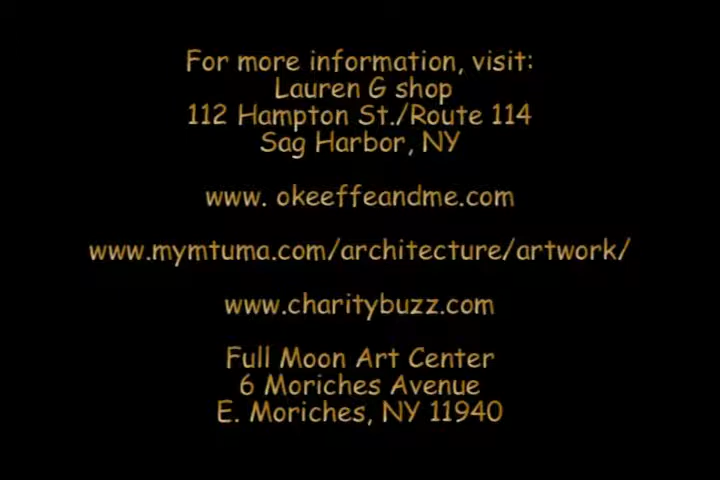 For more information, visit:
Lauren G shop
112 Hampton St./Route 114
Sag Harbor, NY
www. okeeffeandme.com
www.mymtuma.com/architecture/artwork/
www.charitybuzz.com
Full Moon Art Center
6 Moriches Avenue
E. Moriches, NY 11940